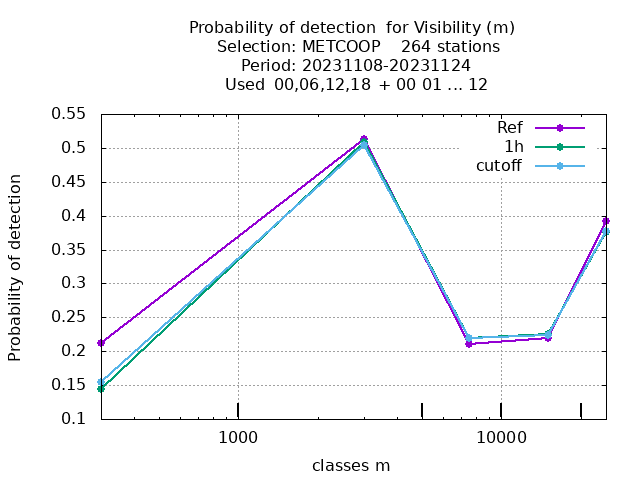 Probability of detection  for Visibility (m)
Selection: METCOOP    264 stations
Period: 20231108-20231124
Used  00,06,12,18  + 00 01 ... 12
Ref
1h
cutoff
0.55
0.5
0.45
0.4
0.35
0.3
0.25
0.2
0.15
0.1
Probability of detection
1000
10000
classes m